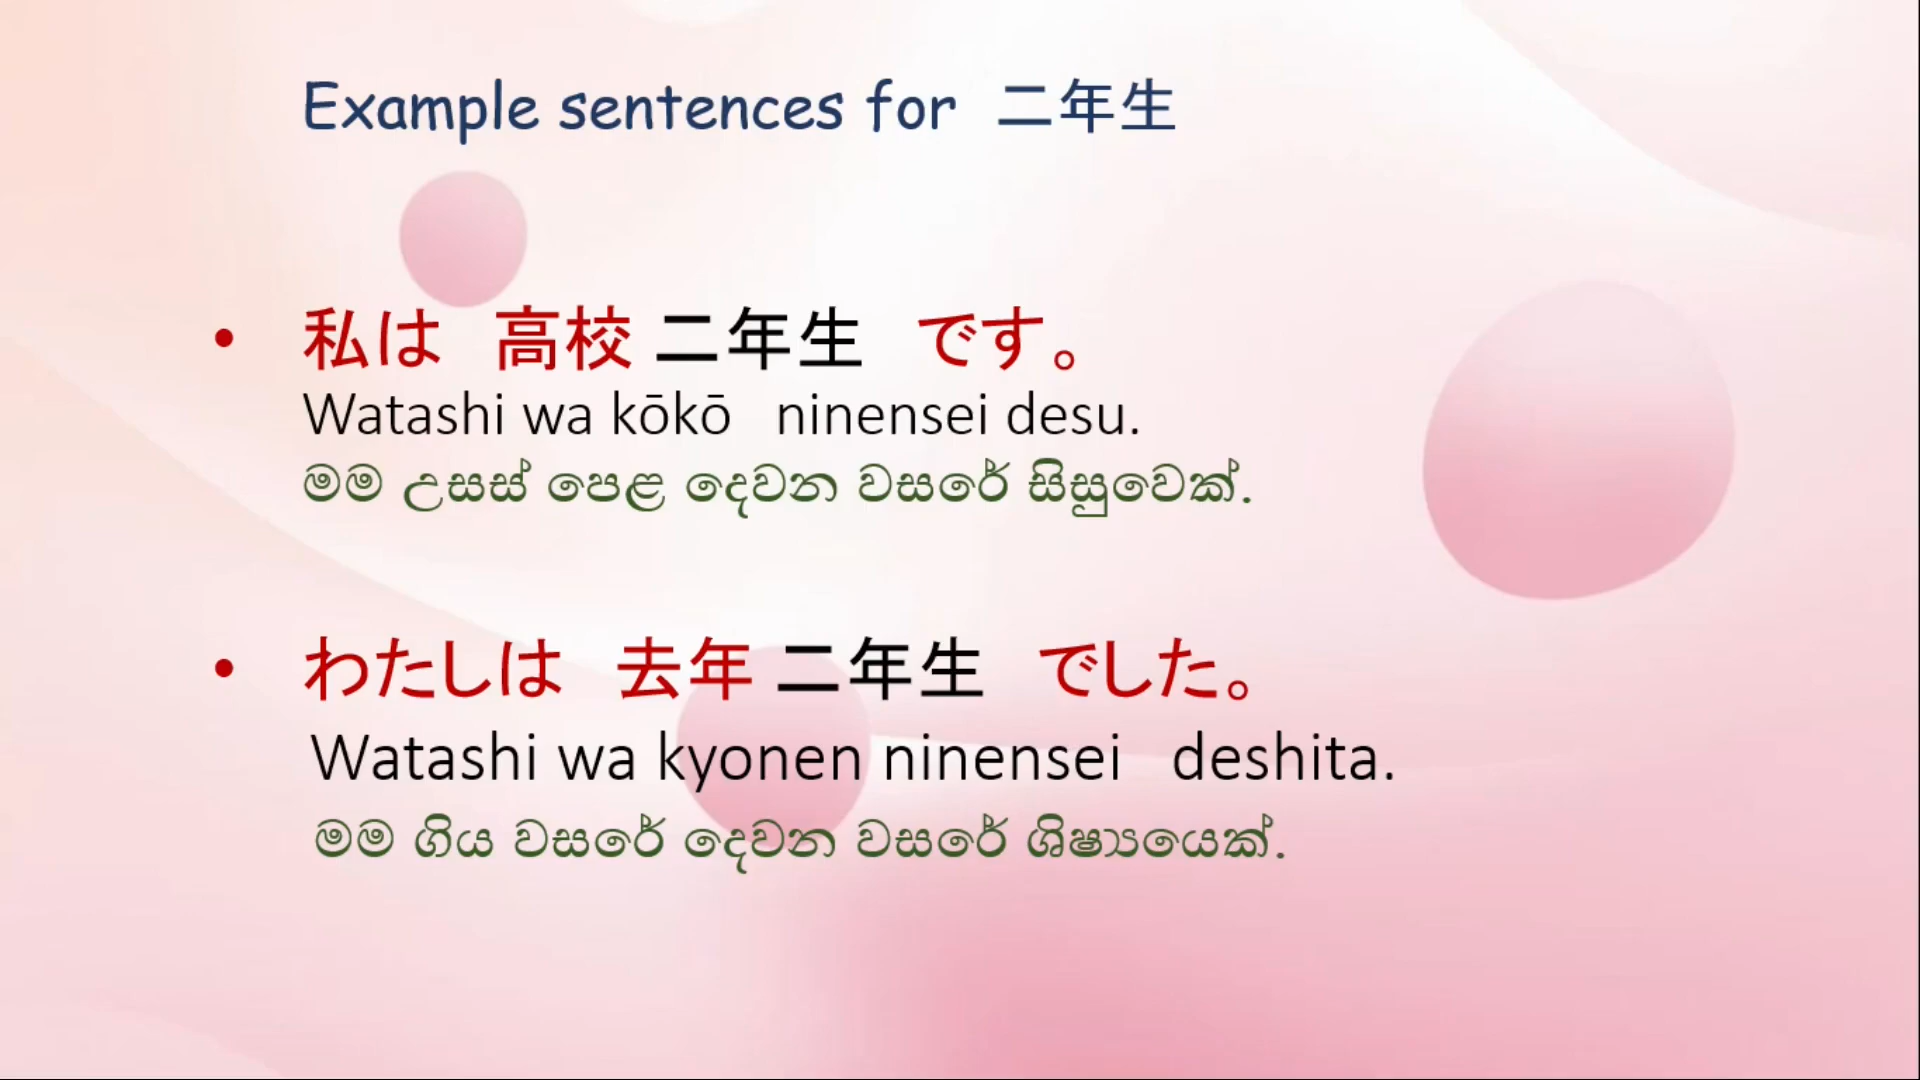 Example sentences for 二年生
• 私は 高校 二年生 です。
Watashi wa kōkō ninensei desu.
මම උසස් පෙළ දෙවන වසරේ සිසුවෙක්.
• わたしは 去年 二年生 でした。
Watashi wa kyonen ninensei deshita.
මම ගිය වසරේ දෙවන වසරේ ශිෂ්‍යයෙක්.